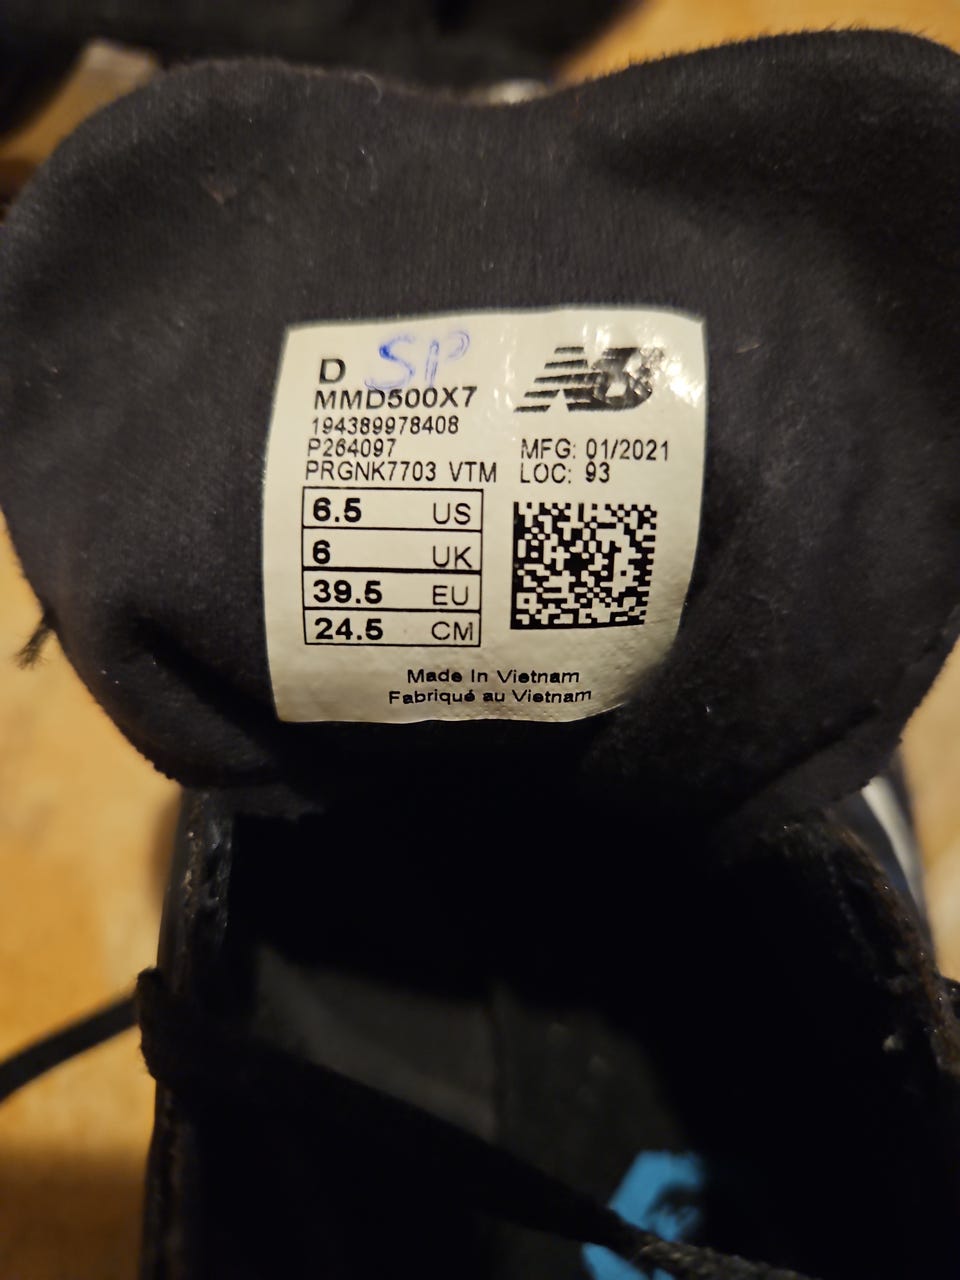 D SP
MMD500X7
194389978408
P264097
PRGNK7703 VTM
NB
MFG: 01/2021
LOC: 93
6.5 US
6 UK
39.5 EU
24.5 CM
Made In Vietnam
Fabriqué au Vietnam